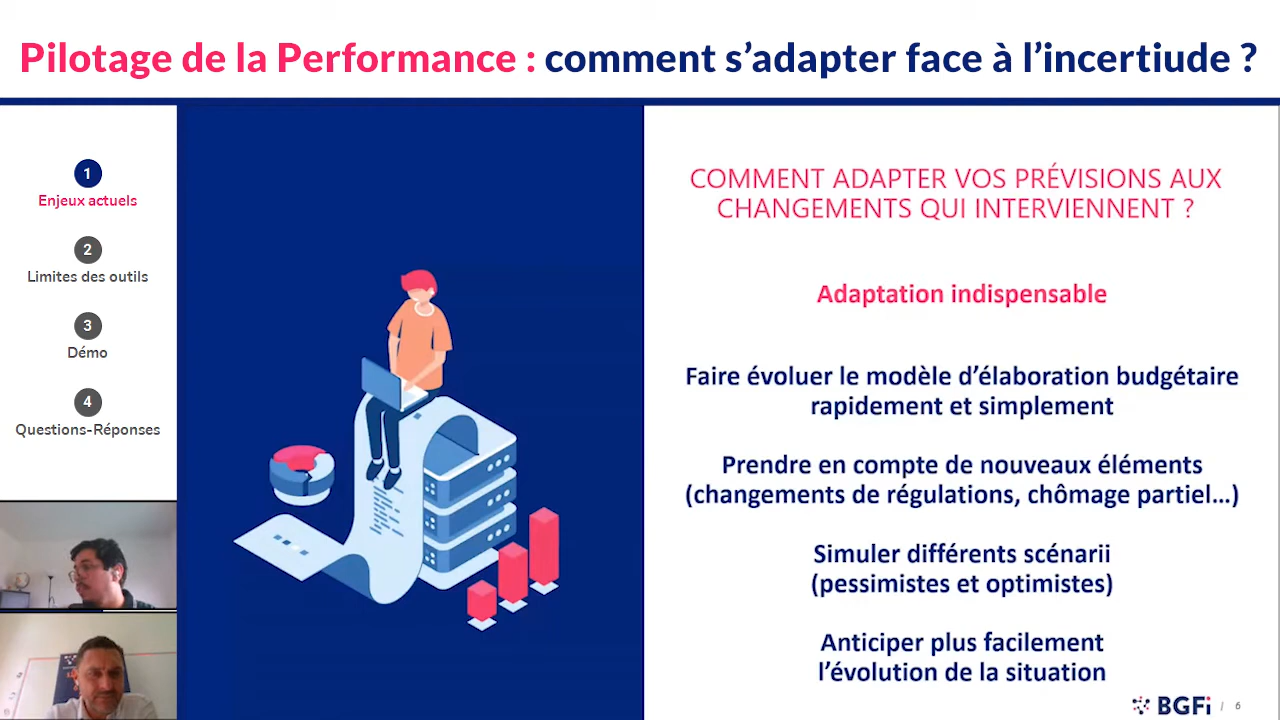 Pilotage de la Performance : comment s’adapter face à l’incertiude ?
1
Enjeux actuels
2
Limites des outils
3
Démo
4
Questions-Réponses
COMMENT ADAPTER VOS PRÉVISIONS AUX
CHANGEMENTS QUI INTERVIENNENT ?
Adaptation indispensable
Faire évoluer le modèle d’élaboration budgétaire
rapidement et simplement
Prendre en compte de nouveaux éléments
(changements de régulations, chômage partiel...)
Simuler différents scénarii
(pessimistes et optimistes)
Anticiper plus facilement
l’évolution de la situation
BGFi / 6